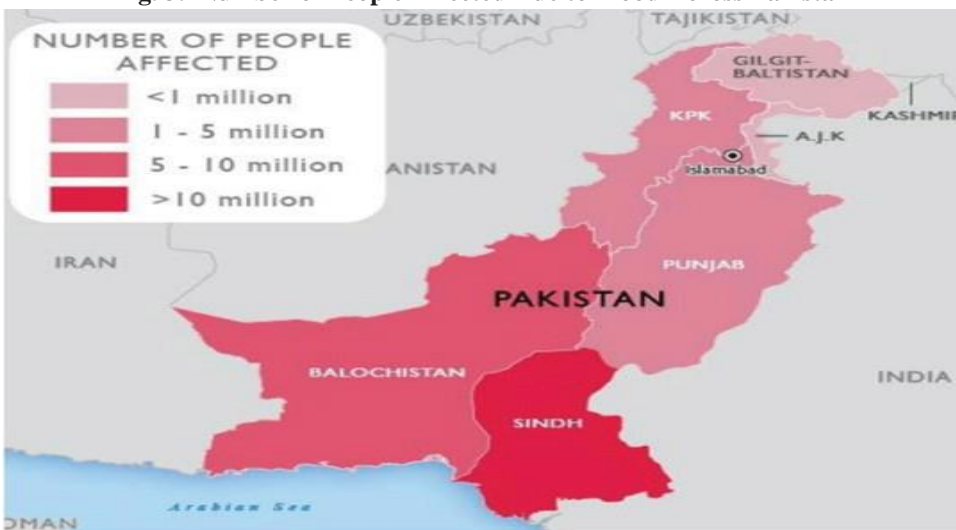 UZBEKISTAN
TAJIKISTAN
NUMBER OF PEOPLE
AFFECTED
<1 million
1 - 5 million
5 - 10 million
>10 million
GILGIT-
BALTISTAN
KASHMIR
KPK
A.J.K
Islamabad
ANISTAN
IRAN
PUNJAB
PAKISTAN
BALOCHISTAN
INDIA
SINDH
Arabian Sea
OMAN